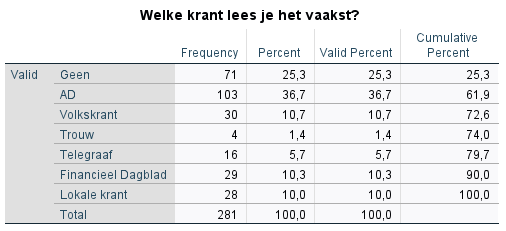 Welke krant lees je het vaakst?
Frequency Percent Valid Percent Cumulative Percent
Valid Geen 71 25,3 25,3 25,3
AD 103 36,7 36,7 61,9
Volkskrant 30 10,7 10,7 72,6
Trouw 4 1,4 1,4 74,0
Telegraaf 16 5,7 5,7 79,7
Financieel Dagblad 29 10,3 10,3 90,0
Lokale krant 28 10,0 10,0 100,0
Total 281 100,0 100,0